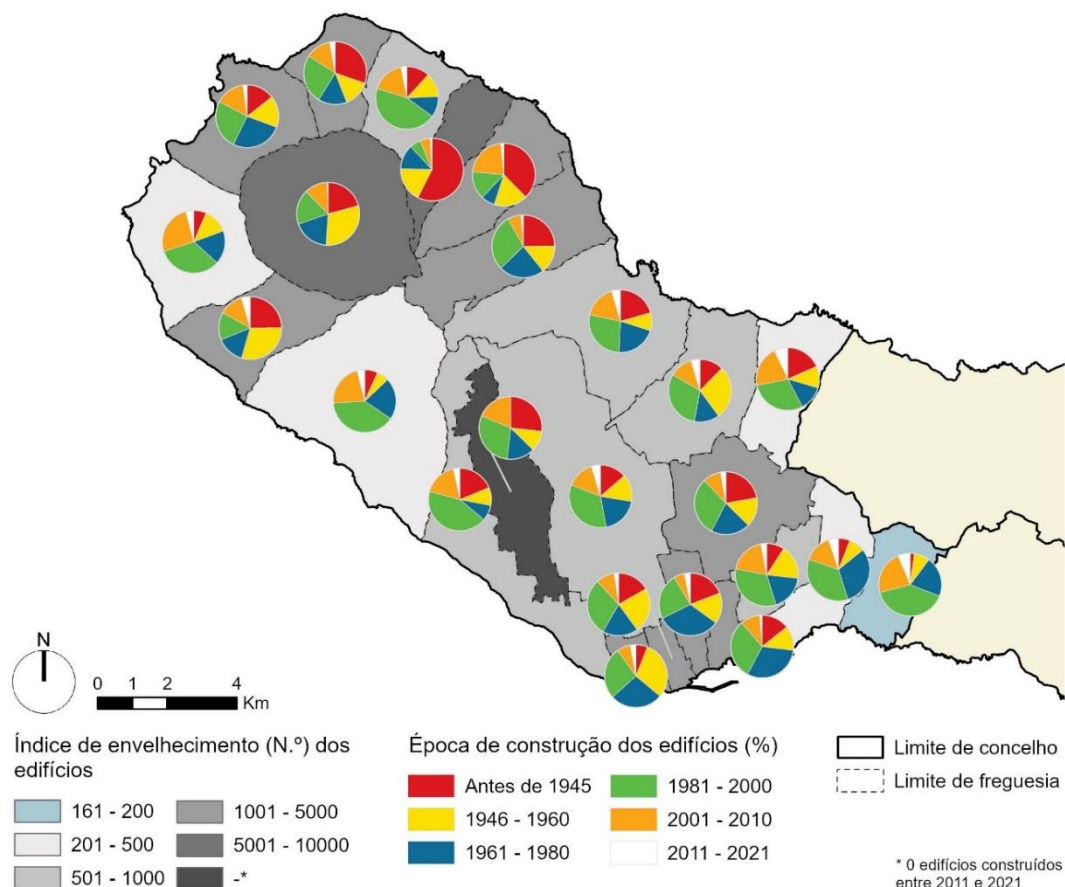 N
0 1 2 4
Km
Índice de envelhecimento (N.º) dos
edifícios
161 - 200
201 - 500
501 - 1000
1001 - 5000
5001 - 10000
-*
Época de construção dos edifícios (%)
Antes de 1945
1946 - 1960
1961 - 1980
1981 - 2000
2001 - 2010
2011 - 2021
Limite de concelho
Limite de freguesia
* 0 edifícios construídos
entre 2011 e 2021